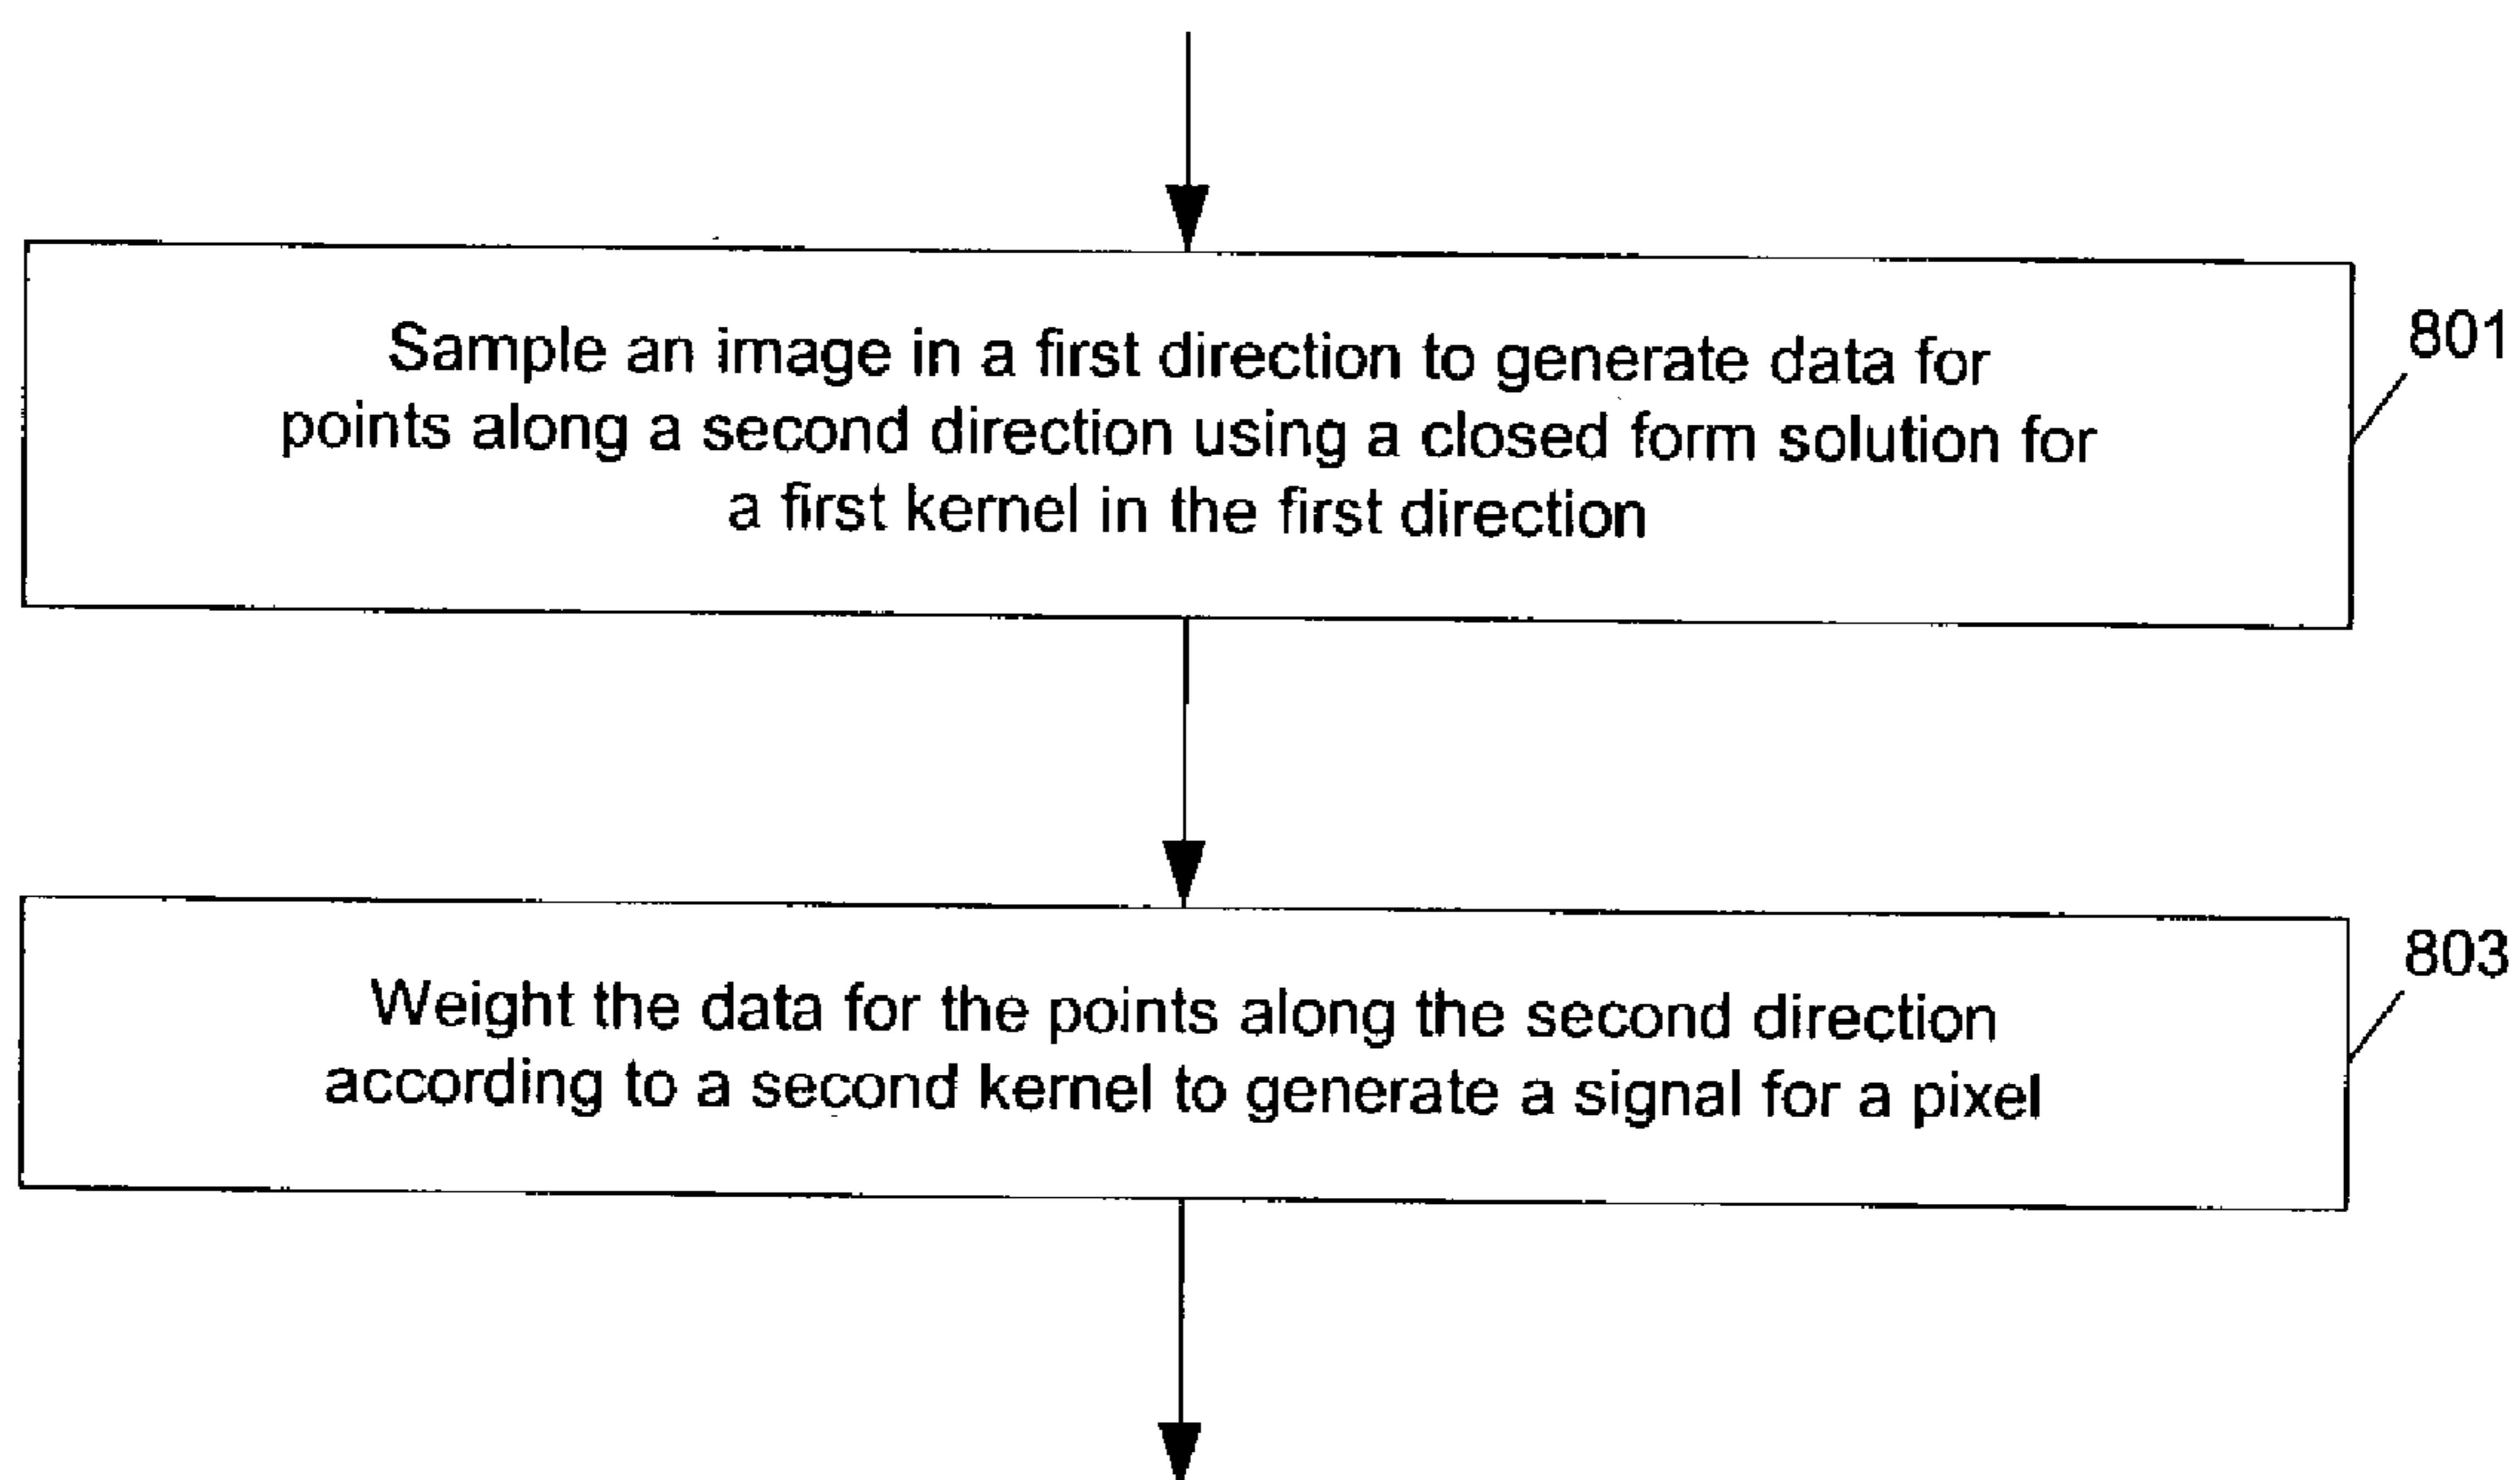 Sample an image in a first direction to generate data for
points along a second direction using a closed form solution for
a first kernel in the first direction
801
Weight the data for the points along the second direction
according to a second kernel to generate a signal for a pixel
803